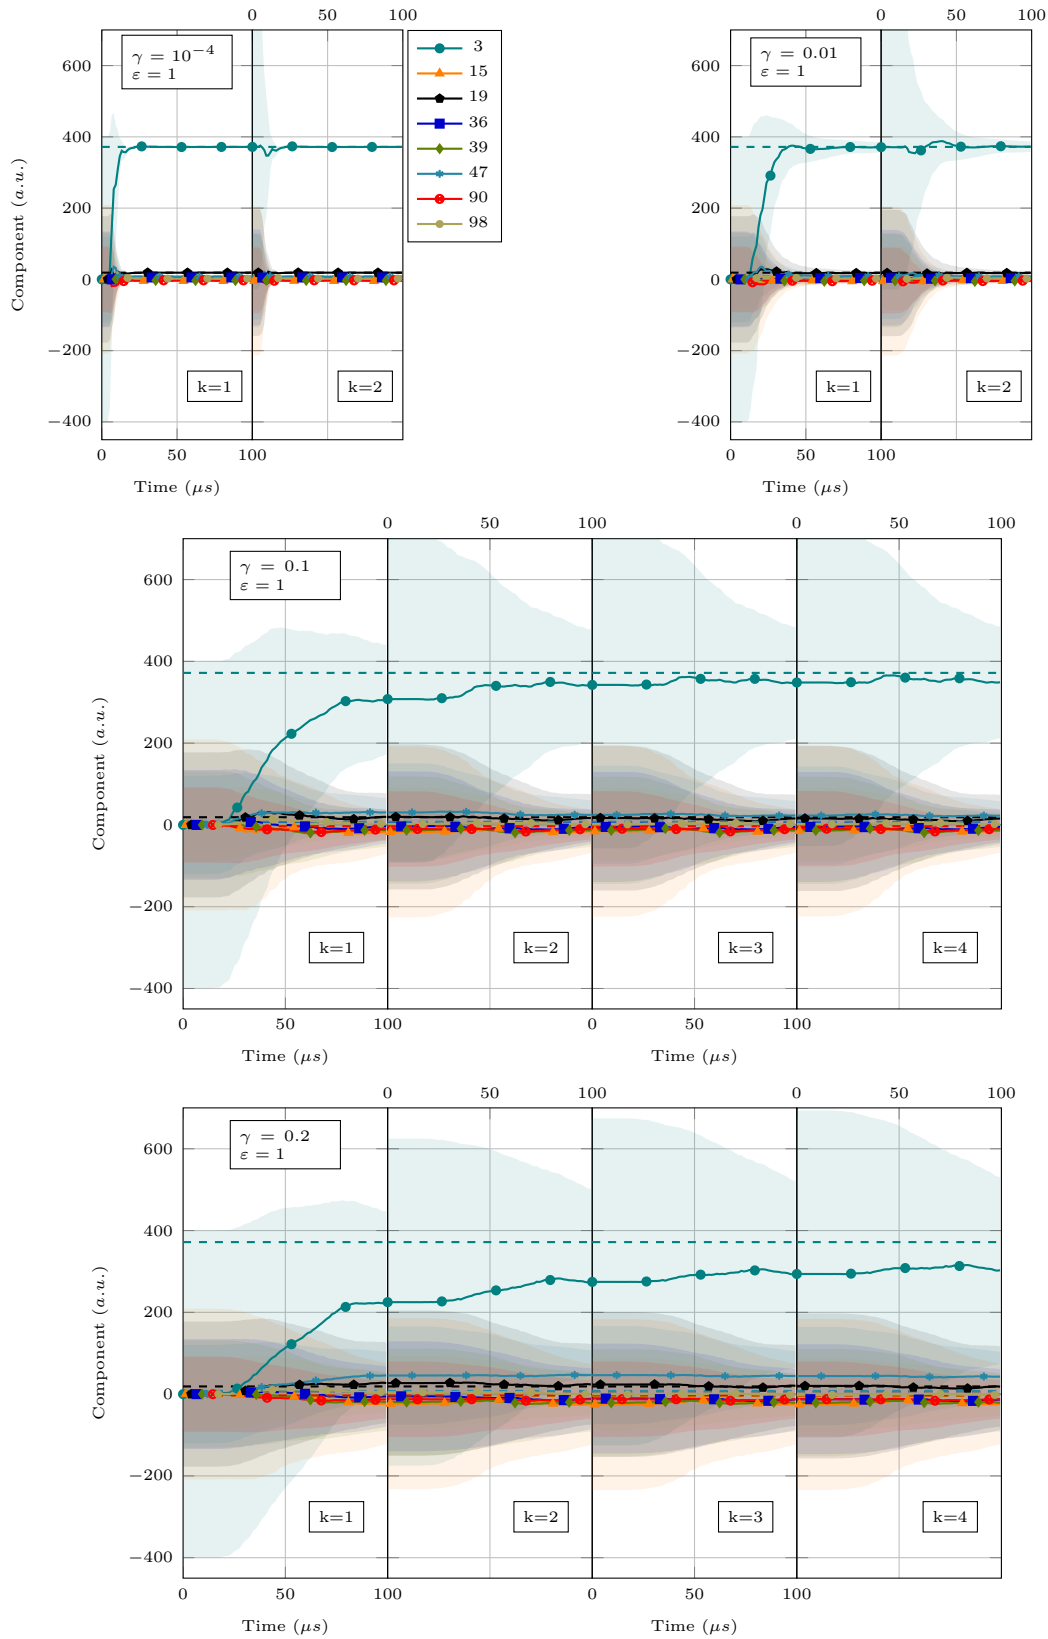 0 50 100
0 50 100
600
400
200
0
−200
−400
Component (a.u.)
γ = 10−4
ε = 1
k=1
k=2
0 50 100
Time (μs)
3
15
19
36
39
47
90
98
600
400
200
0
−200
−400
γ = 0.01
ε = 1
k=1
k=2
0 50 100
Time (μs)
0 50 100 0 50 100
600
400
200
0
−200
−400
Component (a.u.)
γ = 0.1
ε = 1
k=1
k=2
k=3
k=4
0 50 100 0 50 100
Time (μs)
Time (μs)
0 50 100 0 50 100
600
400
200
0
−200
−400
Component (a.u.)
γ = 0.2
ε = 1
k=1
k=2
k=3
k=4
0 50 100 0 50 100
Time (μs)
Time (μs)